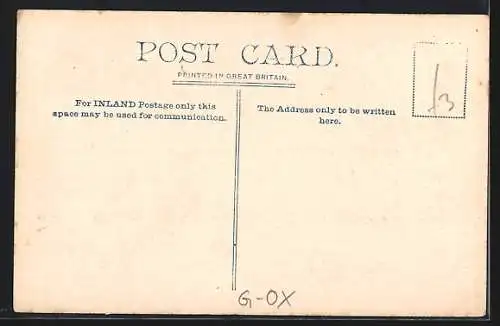 POST CARD.
PRINTED IN GREAT BRITAIN.
For INLAND Postage only this
space may be used for communication.
The Address only to be written
here.
G-OX